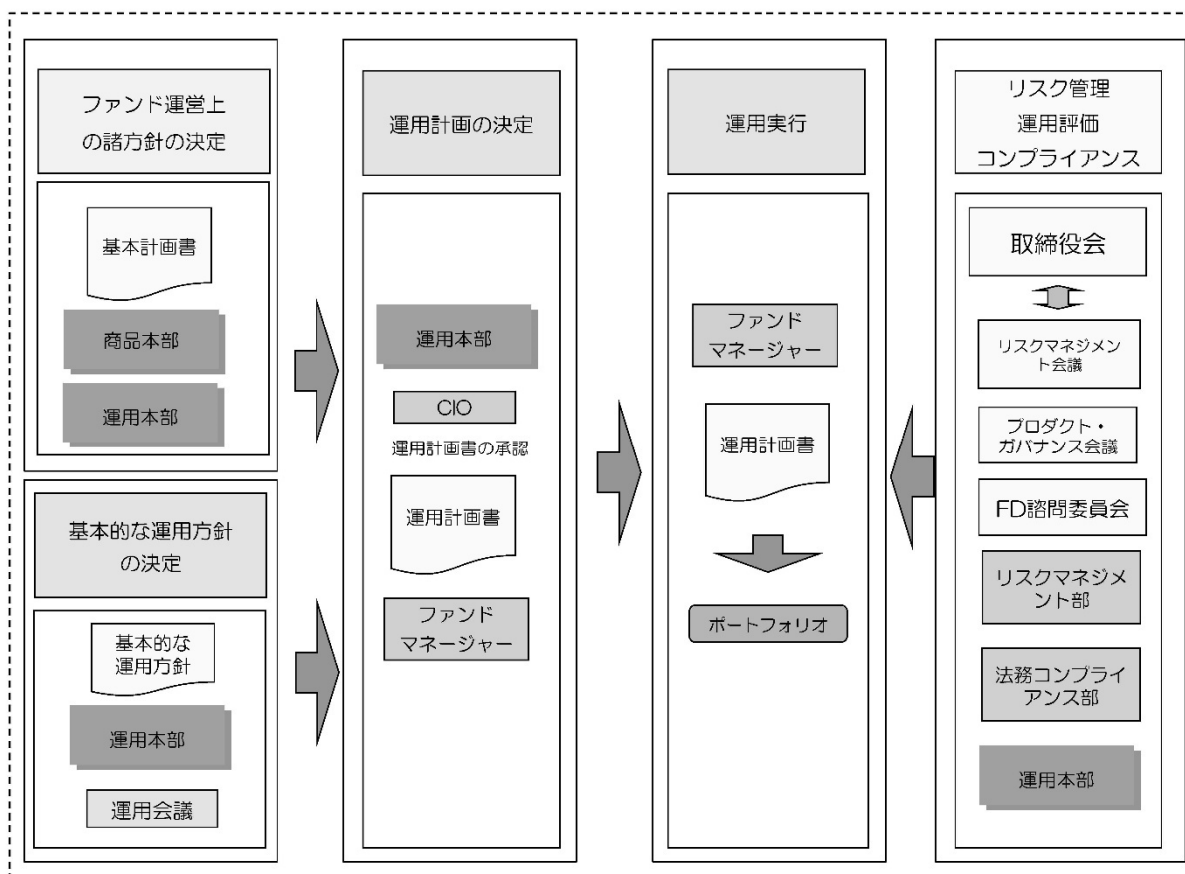 ファンド運営上
の諸方針の決定
基本計画書
商品本部
運用本部
基本的な運用方針
の決定
基本的な
運用方針
運用本部
運用会議
運用計画の決定
運用本部
CIO
運用計画書の承認
運用計画書
ファンド
マネージャー
運用実行
ファンド
マネージャー
運用計画書
ポートフォリオ
リスク管理
運用評価
コンプライアンス
取締役会
リスクマネジメン
ト会議
プロダクト・
ガバナンス会議
FD諮問委員会
リスクマネジメ
ント部
法務コンプライ
アンス部
運用本部